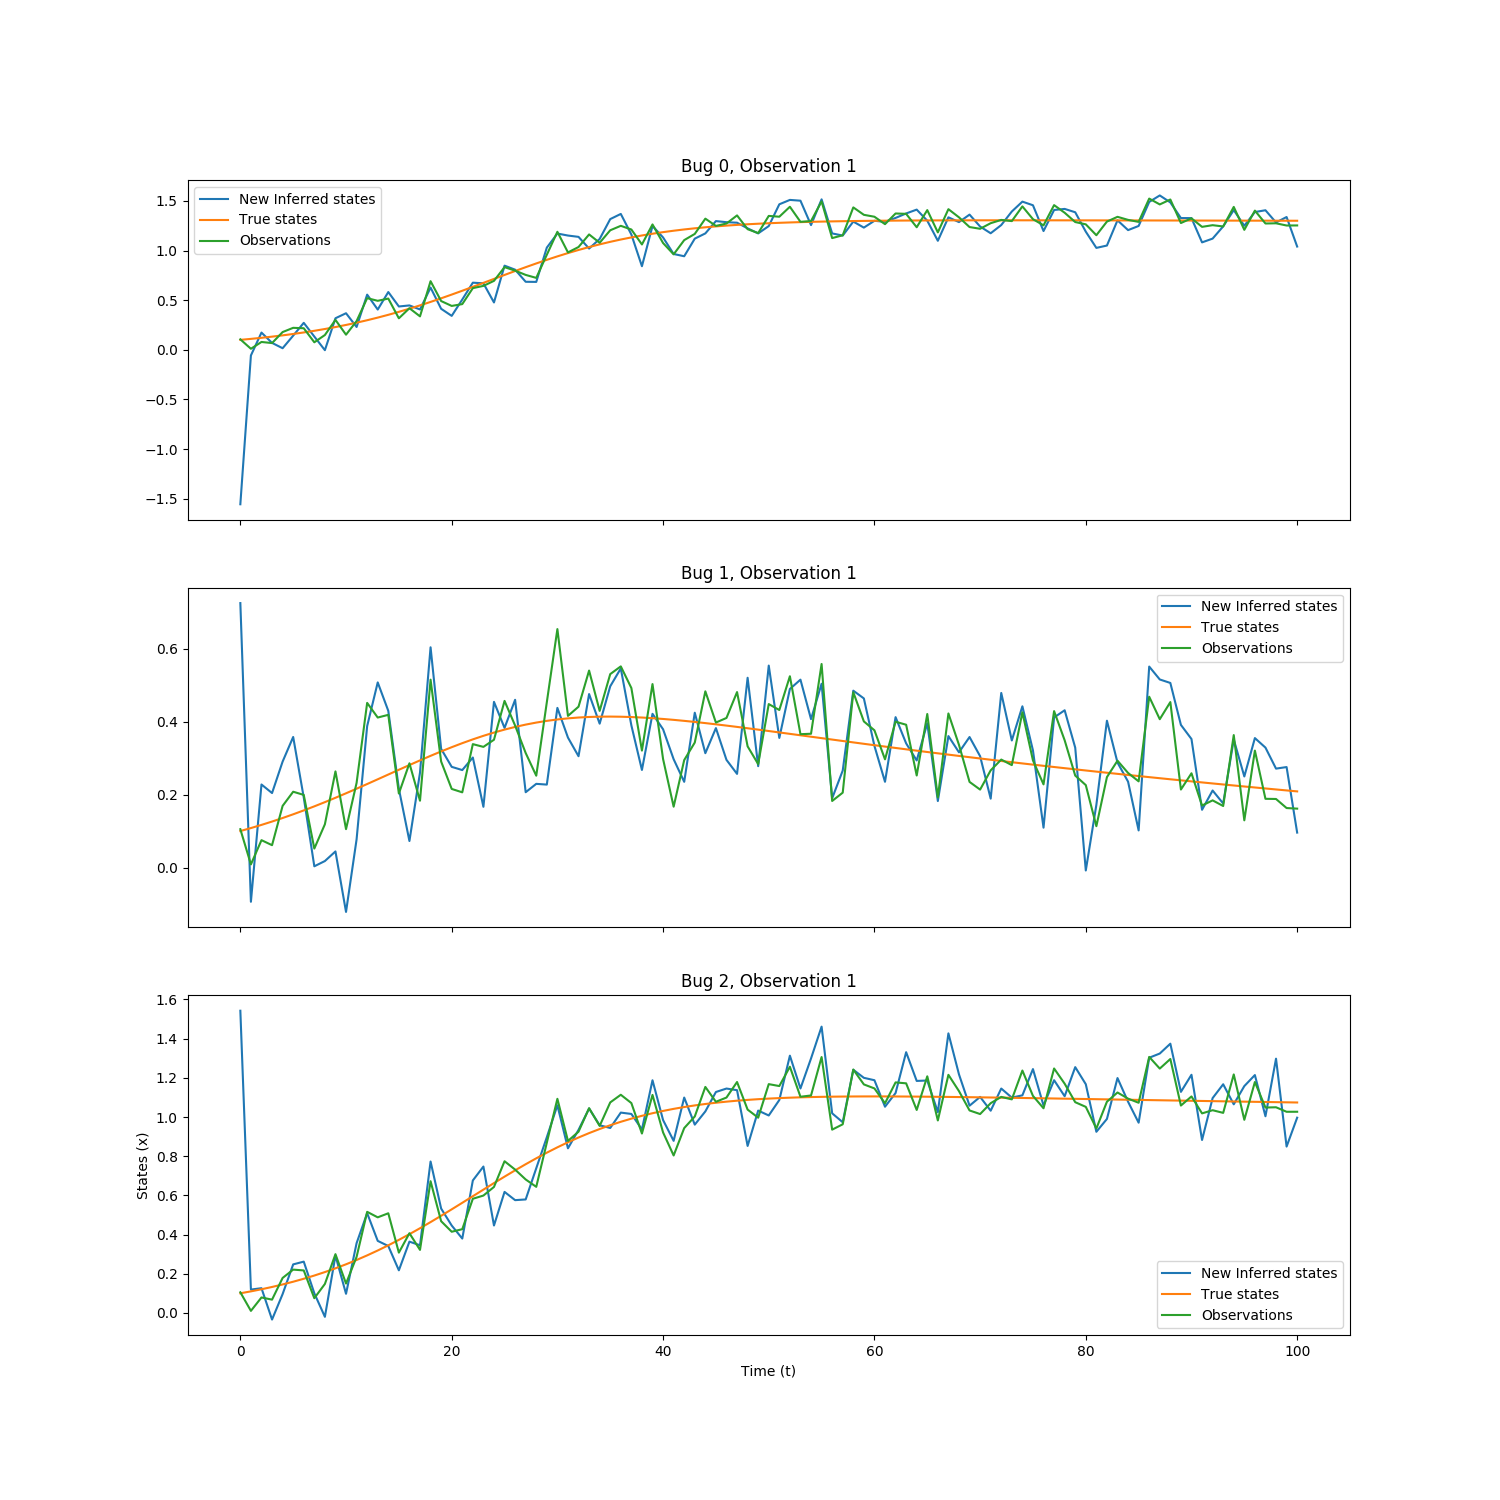 Bug 0, Observation 1
New Inferred states
True states
Observations
1.5
1.0
0.5
0.0
−0.5
−1.0
−1.5
Bug 1, Observation 1
New Inferred states
True states
Observations
0.6
0.4
0.2
0.0
Bug 2, Observation 1
1.6
1.4
1.2
1.0
0.8
0.6
0.4
0.2
0.0
States (x)
New Inferred states
True states
Observations
0 20 40 60 80 100
Time (t)